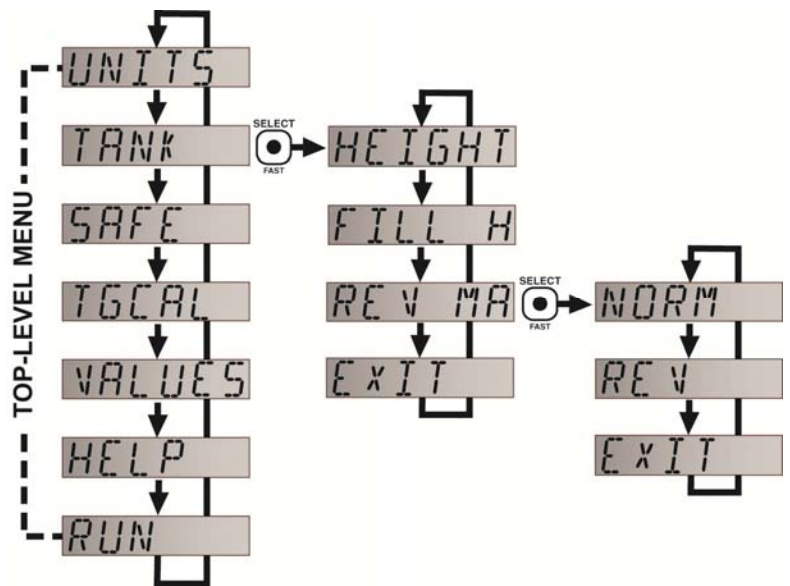 TOP-LEVEL MENU
UNITS
TANK
SAFE
TGCAL
VALUES
HELP
RUN
SELECT
FAST
HEIGHT
FILL H
REV MA
EXIT
SELECT
FAST
NORM
REV
EXIT